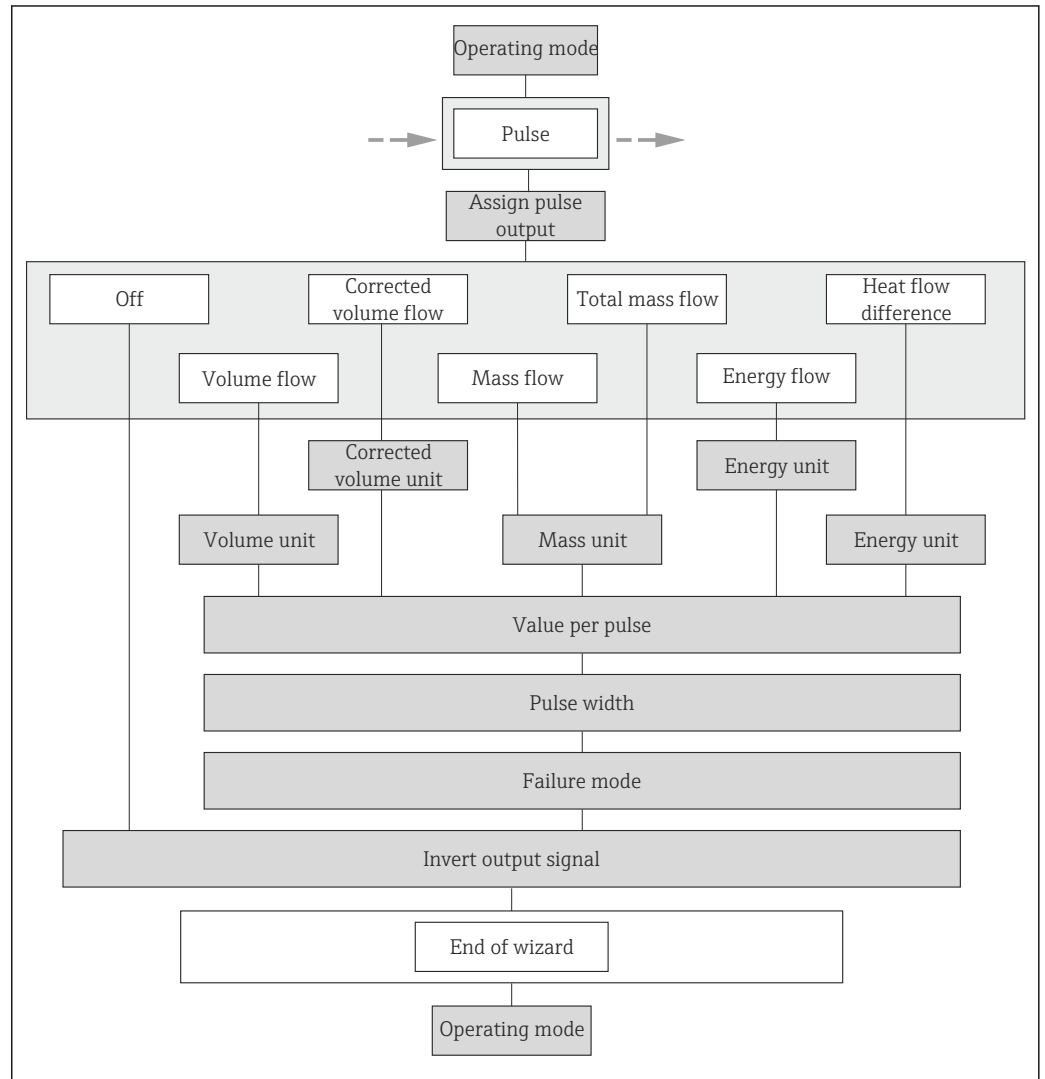 Operating mode
Pulse
Assign pulse
output
Off
Corrected
volume flow
Total mass flow
Heat flow
difference
Volume flow
Mass flow
Energy flow
Corrected
volume unit
Energy unit
Volume unit
Mass unit
Energy unit
Value per pulse
Pulse width
Failure mode
Invert output signal
End of wizard
Operating mode